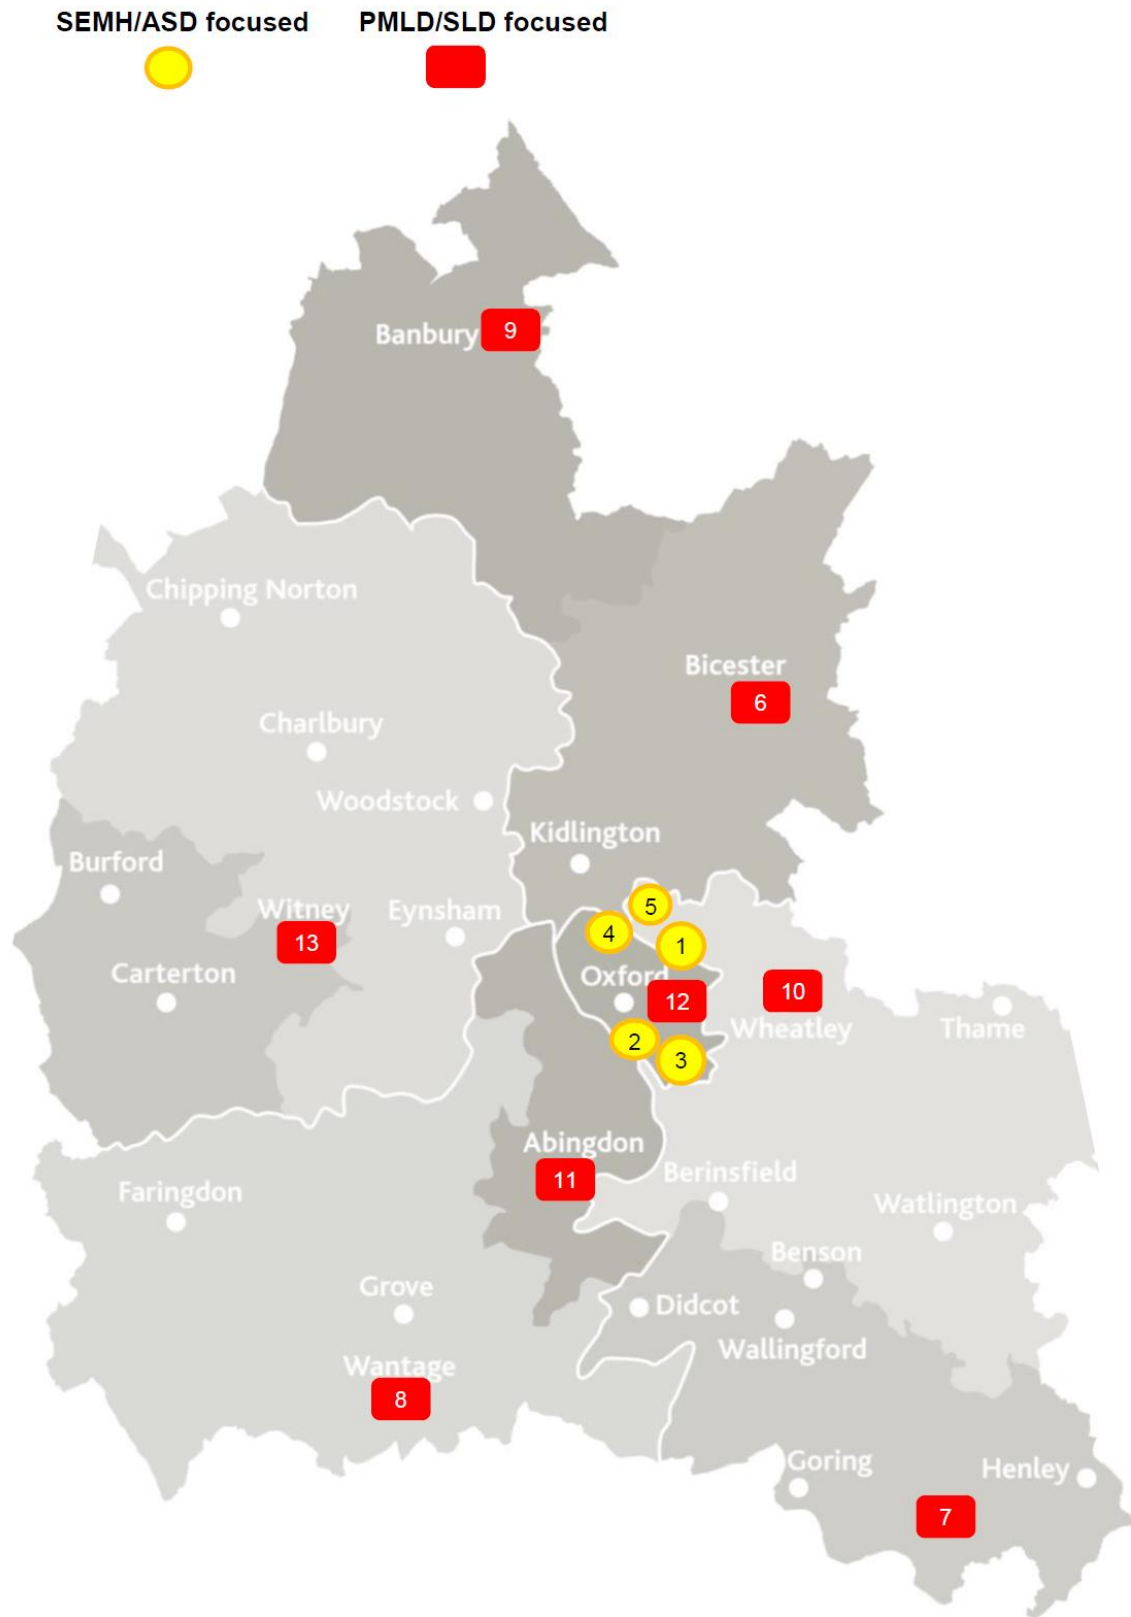 SEMH/ASD focused PMLD/SLD focused
Banbury 9
Chipping Norton
Bicester
6
Charlbury
Woodstock
Kidlington
Burford
5
Witney Eynsham
4
1
13
Carterton
Oxford
10
12
Wheatley Thame
2
3
Abingdon
11
Berinsfield
Faringdon
Watlington
Benson
Grove
Didcot
Wallingford
Wantage
8
Goring
Henley
7